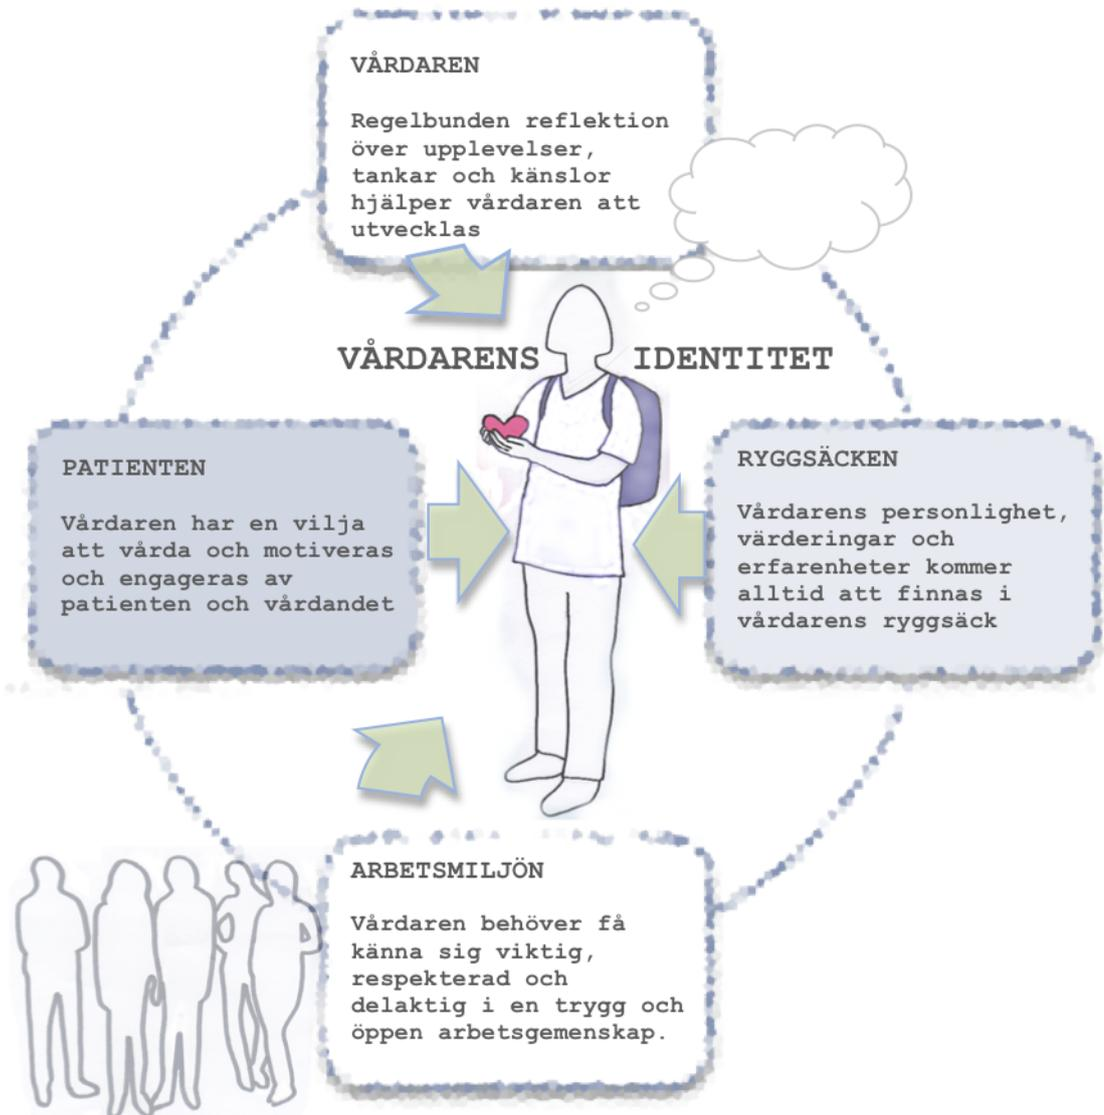 VÅRDAREN
Regelbunden reflektion
över upplevelser,
tankar och känslor
hjälper vårdaren att
utvecklas
VÅRDARENS IDENTITET
PATIENTEN
Vårdaren har en vilja
att vårda och motiveras
och engageras av
patienten och vårdandet
RYGGSÄCKEN
Vårdarens personlighet,
värderingar och
erfarenheter kommer
alltid att finnas i
vårdarens ryggsäck
ARBETSMILJÖN
Vårdaren behöver få
känna sig viktig,
respekterad och
delaktig i en trygg och
öppen arbetsgemenskap.